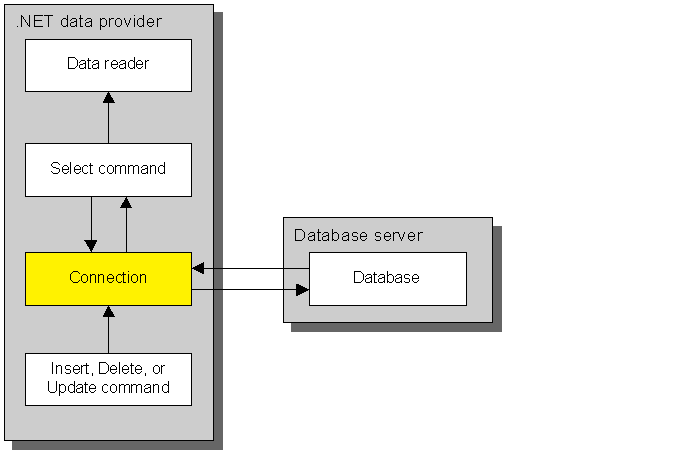 .NET data provider
Data reader
Select command
Connection
Insert, Delete, or
Update command
Database server
Database